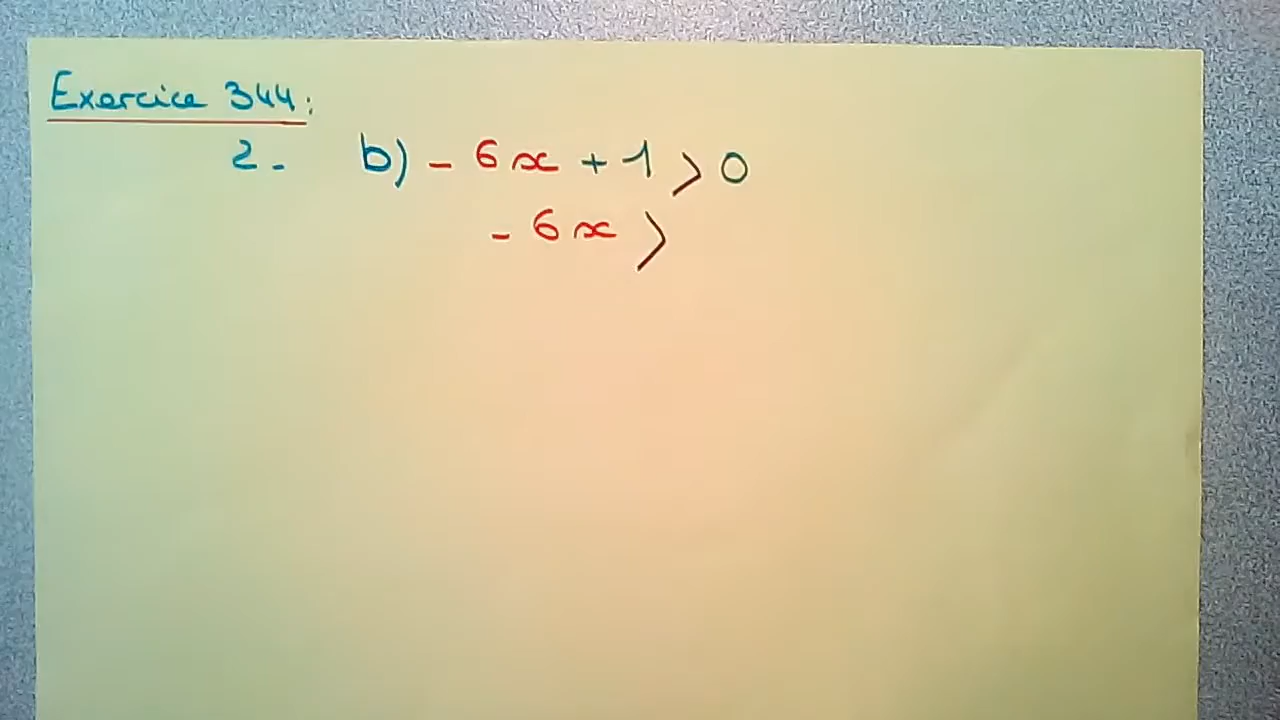 Exercice 344:
2. b) - 6x + 1 > 0
- 6x >